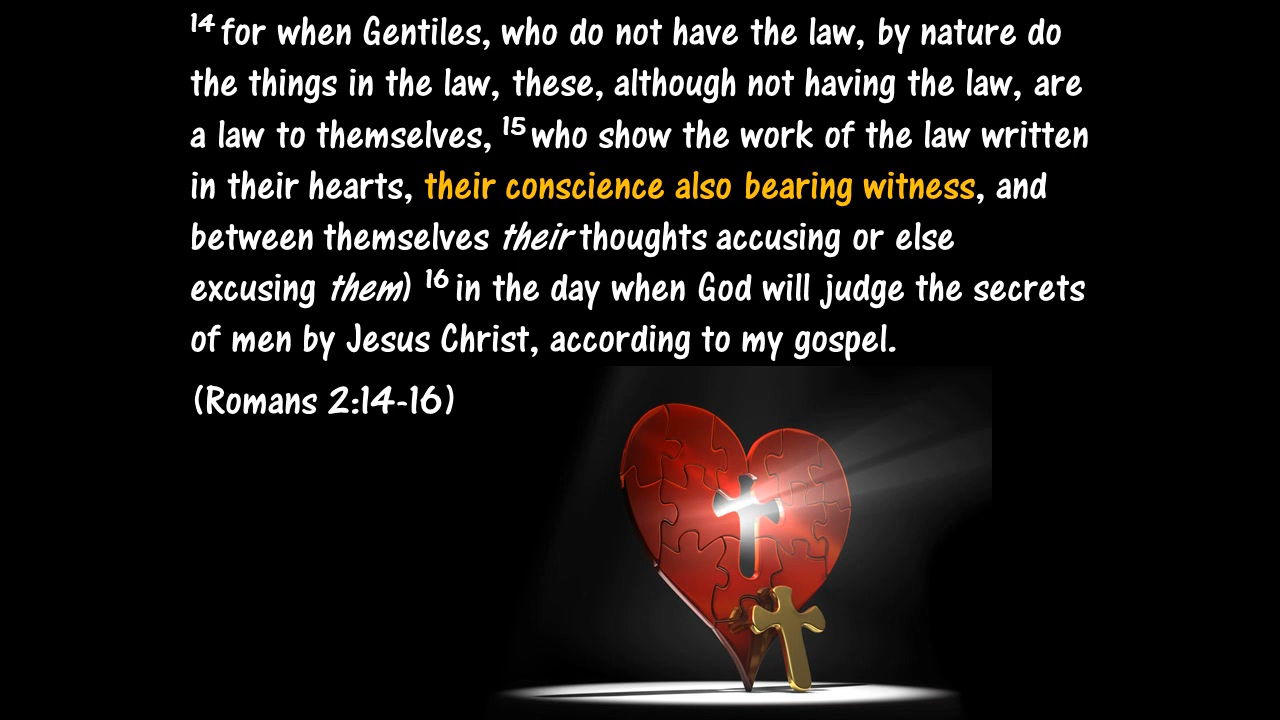 14 for when Gentiles, who do not have the law, by nature do
the things in the law, these, although not having the law, are
a law to themselves, 15 who show the work of the law written
in their hearts, their conscience also bearing witness, and
between themselves their thoughts accusing or else
excusing them) 16 in the day when God will judge the secrets
of men by Jesus Christ, according to my gospel.
(Romans 2:14-16)